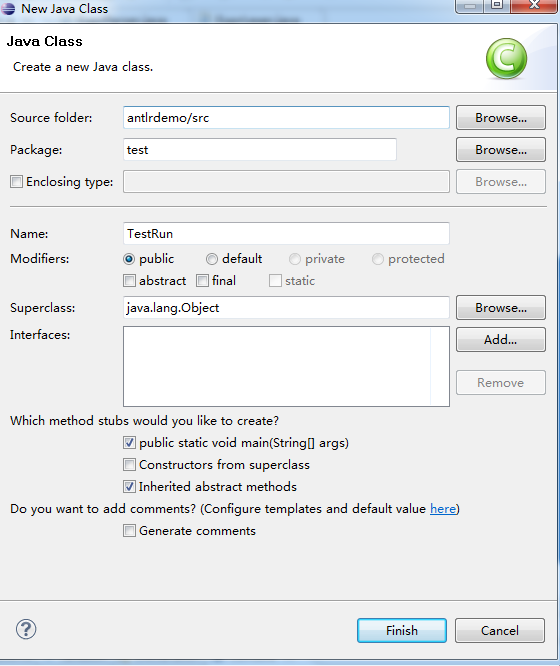 New Java Class
Java Class
Create a new Java class.
C
Source folder: antlrdemo/src Browse...
Package: test Browse...
Enclosing type: Browse...
Name: TestRun
Modifiers: public default private protected
abstract final static
Superclass: java.lang.Object Browse...
Interfaces: Add...
Remove
Which method stubs would you like to create?
public static void main(String[] args)
Constructors from superclass
Inherited abstract methods
Do you want to add comments? (Configure templates and default value here)
Generate comments
? Finish Cancel